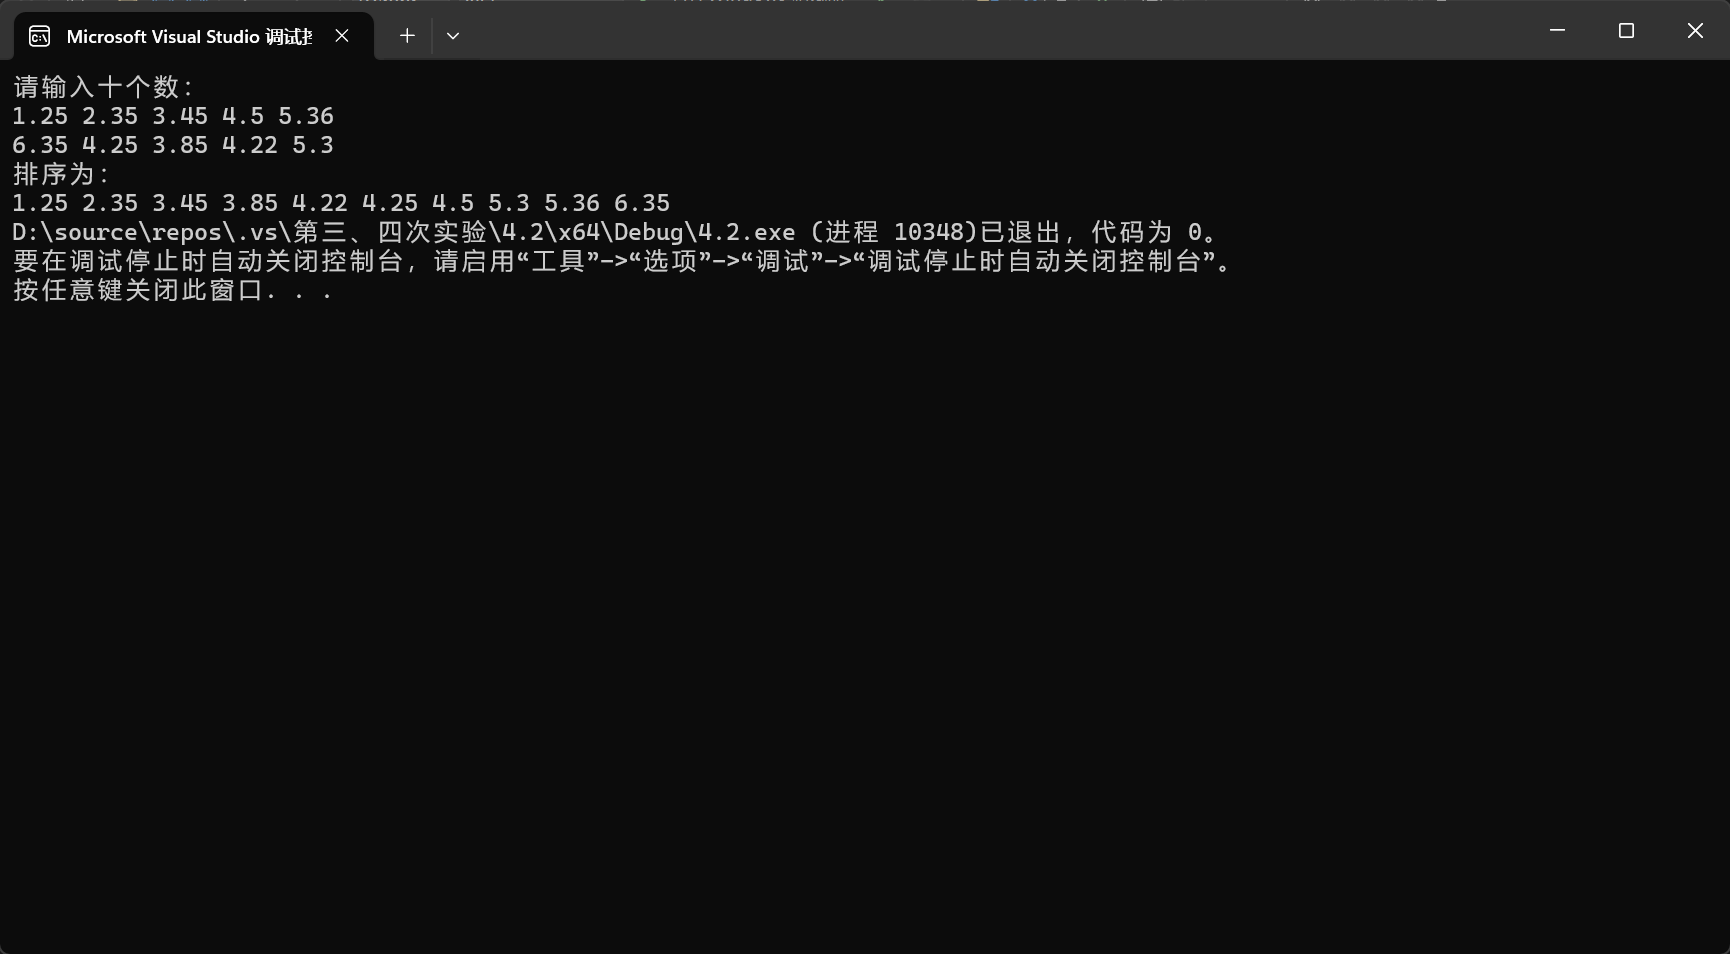 Microsoft Visual Studio 调试控
请输入十个数：
1.25 2.35 3.45 4.5 5.36
6.35 4.25 3.85 4.22 5.3
排序为：
1.25 2.35 3.45 3.85 4.22 4.25 4.5 5.3 5.36 6.35
D:\source\repos\.vs\第三、四次实验\4.2\x64\Debug\4.2.exe (进程 10348)已退出，代码为 0。
要在调试停止时自动关闭控制台，请启用“工具”->“选项”->“调试”->“调试停止时自动关闭控制台”。
按任意键关闭此窗口. . .